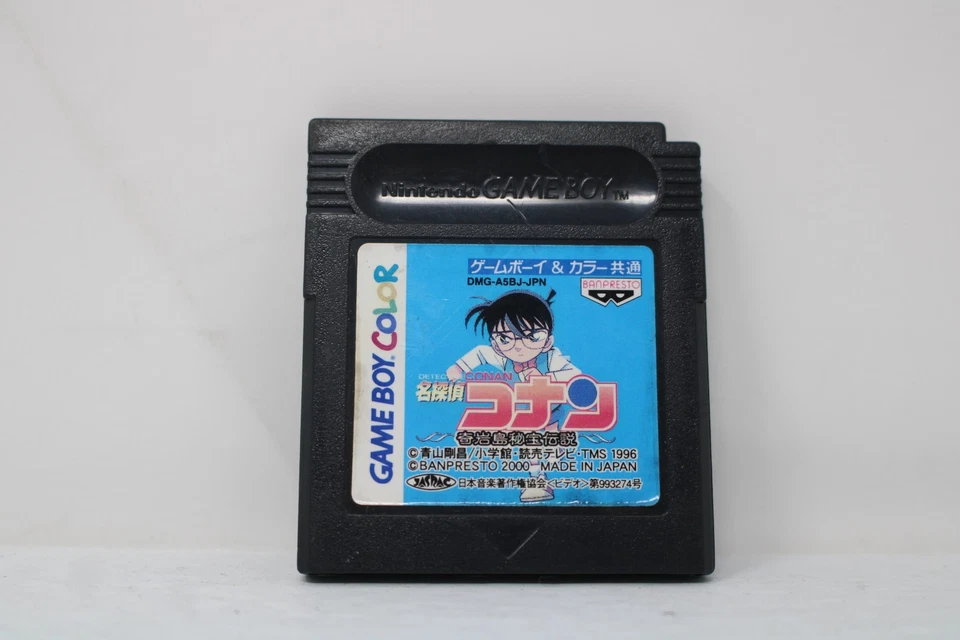 Nintendo GAME BOY TM
GAME BOY COLOR
ゲームボーイ & カラー共通
DMG-A5BJ-JPN
BANPRESTO
DETECTIVE CONAN
名探偵
コナン
奇岩島秘宝伝説
©青山剛昌/小学館・読売テレビ・TMS 1996
©BANPRESTO 2000 MADE IN JAPAN
JASRAC 日本音楽著作権協会<ビデオ>第993274号